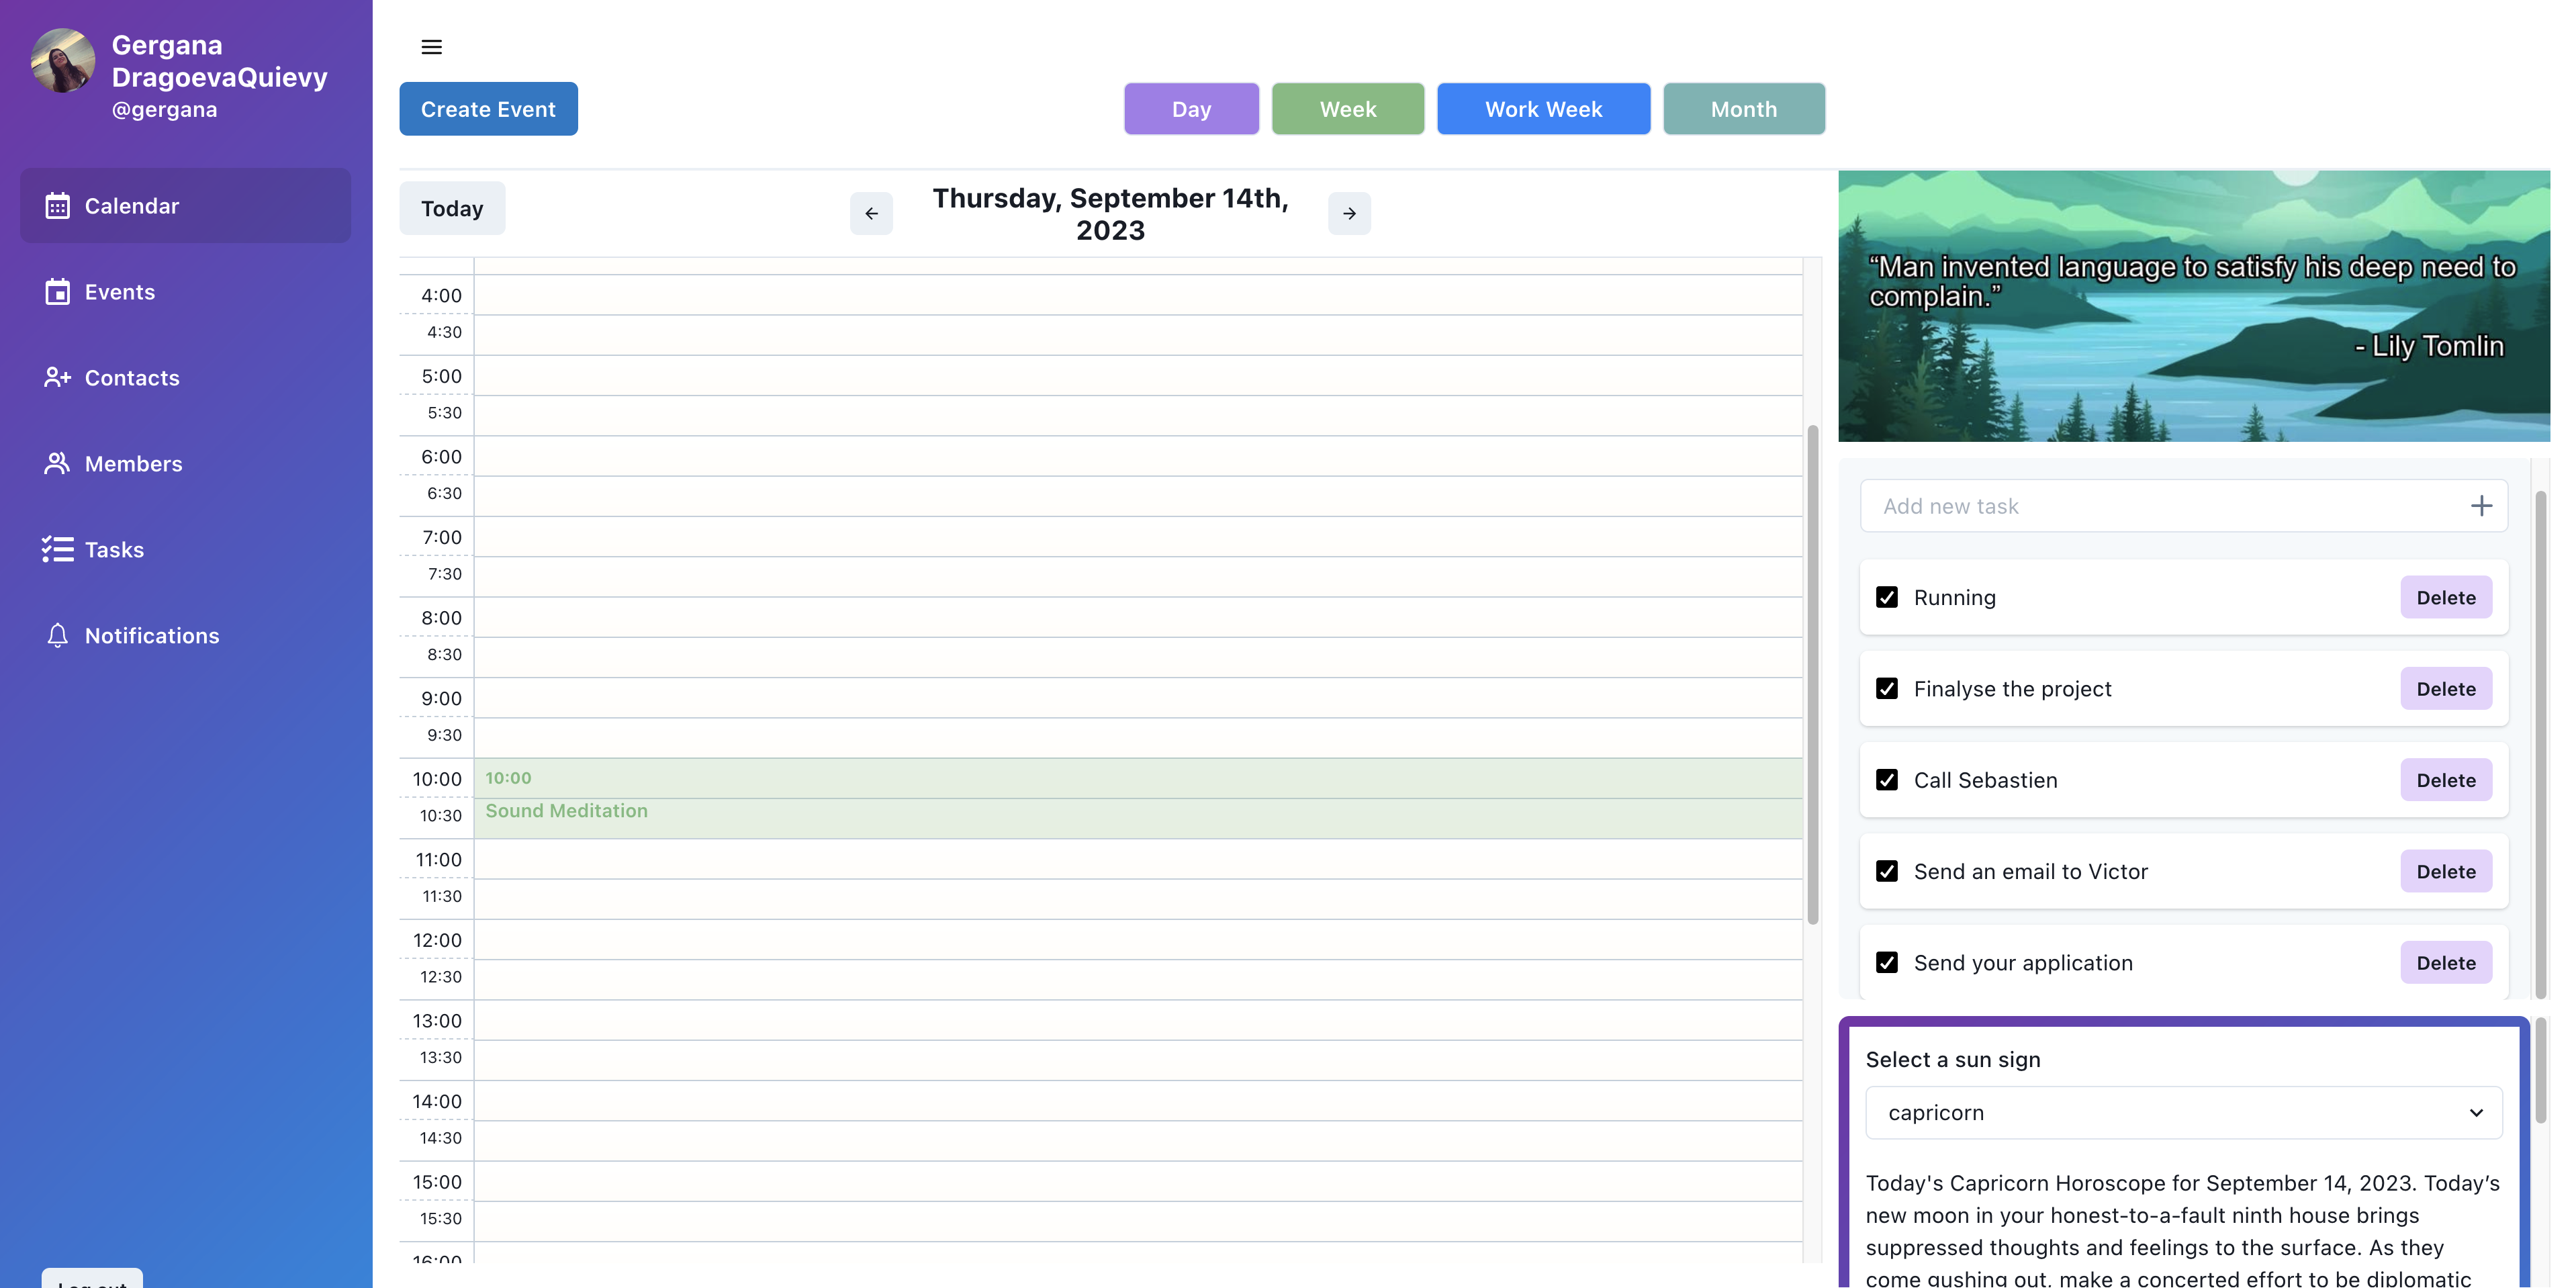 Gergana
DragoevaQuievy
@gergana
Calendar
Events
Contacts
Members
Tasks
Notifications
Log out
Create Event
Day
Week
Work Week
Month
Today
Thursday, September 14th,
2023
4:00
4:30
5:00
5:30
6:00
6:30
7:00
7:30
8:00
8:30
9:00
9:30
10:00
10:30
11:00
11:30
12:00
12:30
13:00
13:30
14:00
14:30
15:00
15:30
16:00
10:00
Sound Meditation
“Man invented language to satisfy his deep need to
complain.”
- Lily Tomlin
Add new task
Running
Delete
Finalyse the project
Delete
Call Sebastien
Delete
Send an email to Victor
Delete
Send your application
Delete
Select a sun sign
capricorn
Today's Capricorn Horoscope for September 14, 2023. Today’s
new moon in your honest-to-a-fault ninth house brings
suppressed thoughts and feelings to the surface. As they
come gushing out, make a concerted effort to be diplomatic